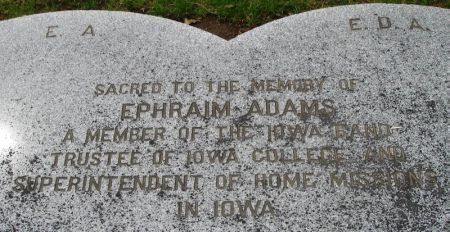 E A E.D.A.
SACRED TO THE MEMORY OF
EPHRAIM ADAMS
A MEMBER OF THE IOWA BAND
TRUSTEE OF IOWA COLLEGE AND
SUPERINTENDENT OF HOME MISSIONS
IN IOWA